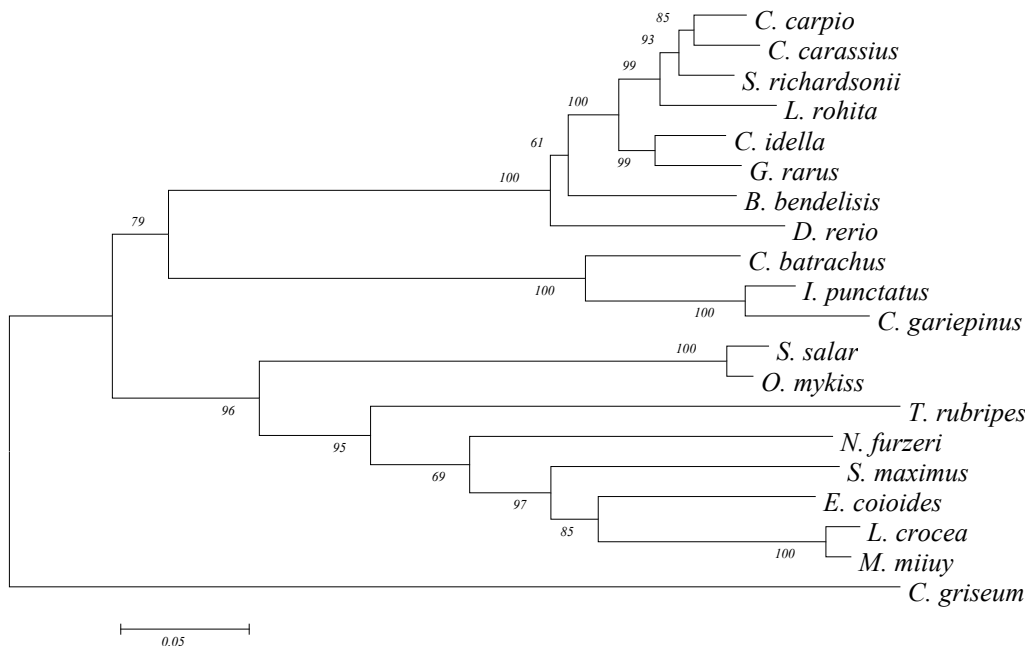 85
C. carpio
93
C. carassius
99
S. richardsonii
100
L. rohita
61
C. idella
99
G. rarus
100
B. bendelisis
79
D. rerio
C. batrachus
100
I. punctatus
100
C. gariepinus
100
S. salar
96
O. mykiss
T. rubripes
95
N. furzeri
69
S. maximus
97
E. coioides
85
L. crocea
100
M. miiuy
C. griseum
0.05